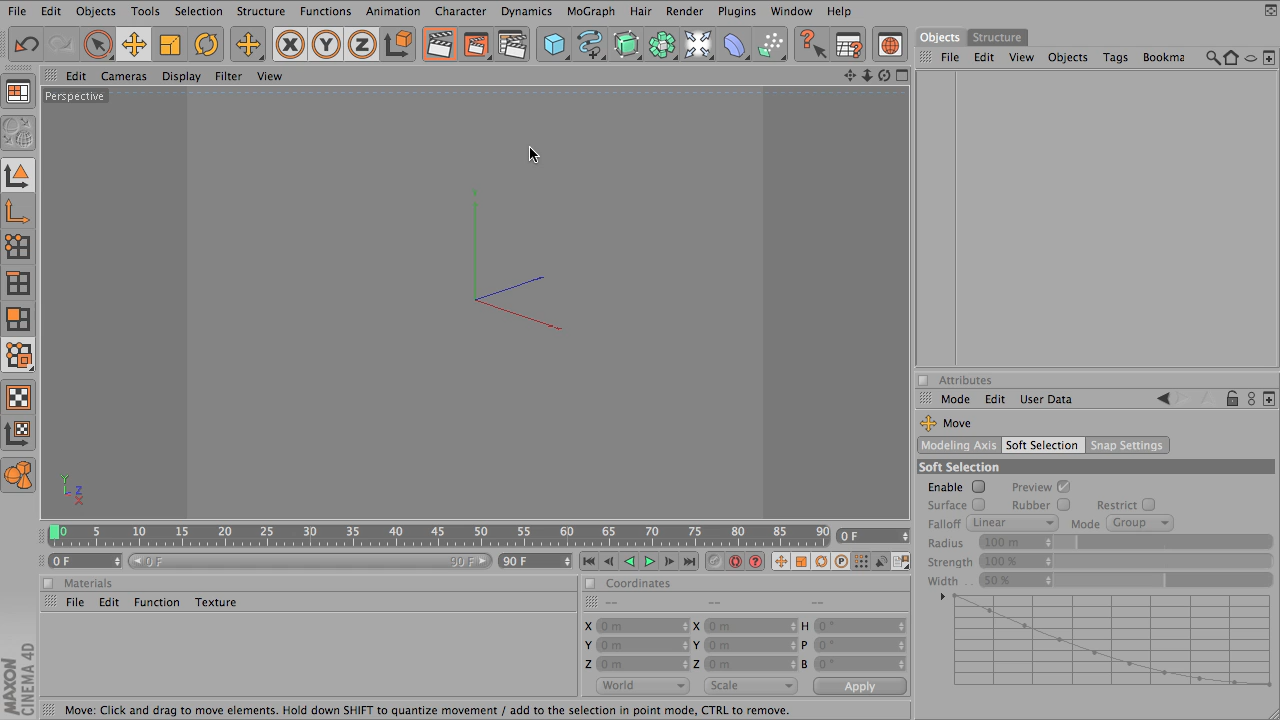 File Edit Objects Tools Selection Structure Functions Animation Character Dynamics MoGraph Hair Render Plugins Window Help
Objects Structure
File Edit View Objects Tags Bookma
Edit Cameras Display Filter View
Perspective
Y
Y
Z
X
0 5 10 15 20 25 30 35 40 45 50 55 60 65 70 75 80 85 90
0 F
0 F 0 F 90 F 90 F
Materials
File Edit Function Texture
Coordinates
-- -- --
X 0 m X 0 m H 0 °
Y 0 m Y 0 m P 0 °
Z 0 m Z 0 m B 0 °
World Scale Apply
Attributes
Mode Edit User Data
Move
Modeling Axis Soft Selection Snap Settings
Soft Selection
Enable Preview
Surface Rubber Restrict
Falloff Linear Mode Group
Radius 100 m
Strength 100 %
Width . . 50 %
MAXON
CINEMA 4D
Move: Click and drag to move elements. Hold down SHIFT to quantize movement / add to the selection in point mode, CTRL to remove.